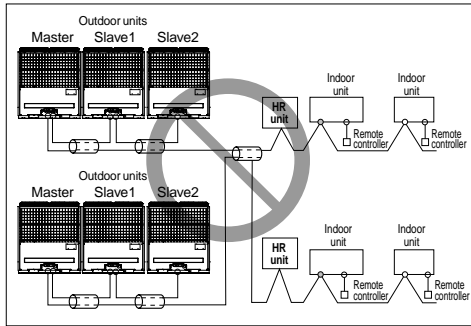 Outdoor units
Master Slave1 Slave2
HR unit
Indoor unit
Indoor unit
Remote controller
Remote controller
Outdoor units
Master Slave1 Slave2
HR unit
Indoor unit
Indoor unit
Remote controller
Remote controller